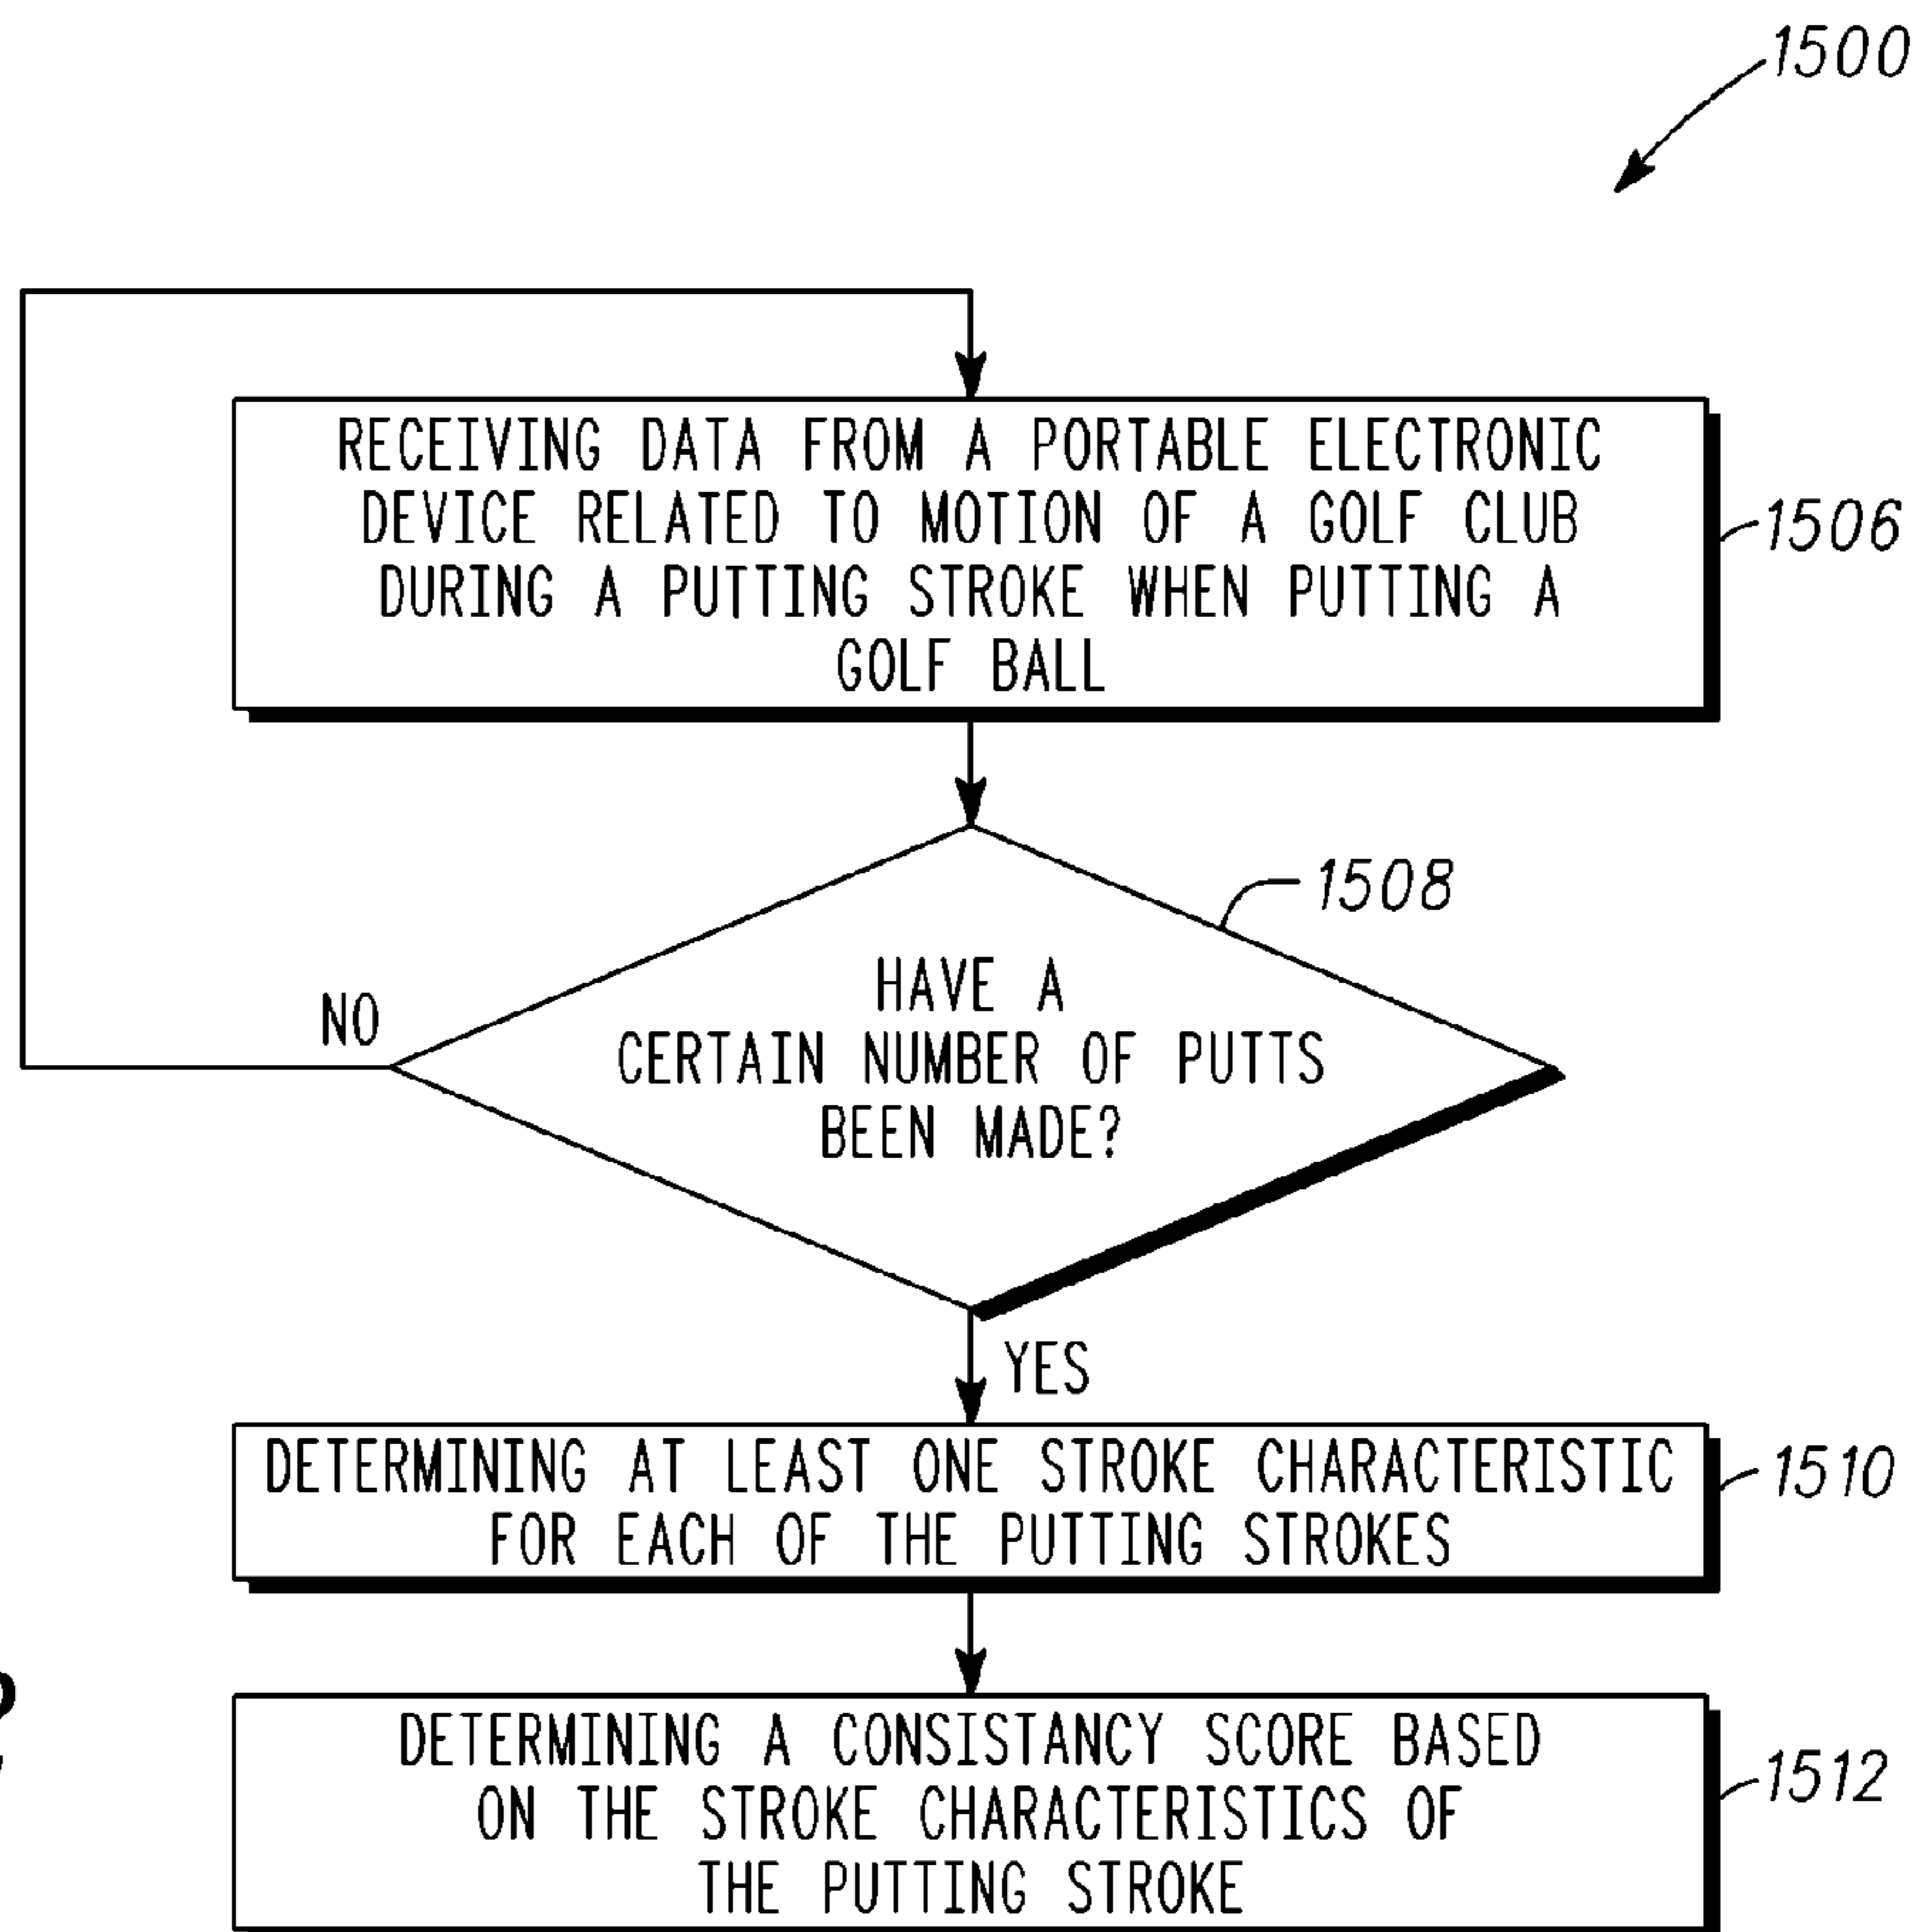 1500
RECEIVING DATA FROM A PORTABLE ELECTRONIC
DEVICE RELATED TO MOTION OF A GOLF CLUB
DURING A PUTTING STROKE WHEN PUTTING A
GOLF BALL
1506
1508
HAVE A
CERTAIN NUMBER OF PUTTS
BEEN MADE?
NO
YES
DETERMINING AT LEAST ONE STROKE CHARACTERISTIC
FOR EACH OF THE PUTTING STROKES
1510
DETERMINING A CONSISTANCY SCORE BASED
ON THE STROKE CHARACTERISTICS OF
THE PUTTING STROKE
1512